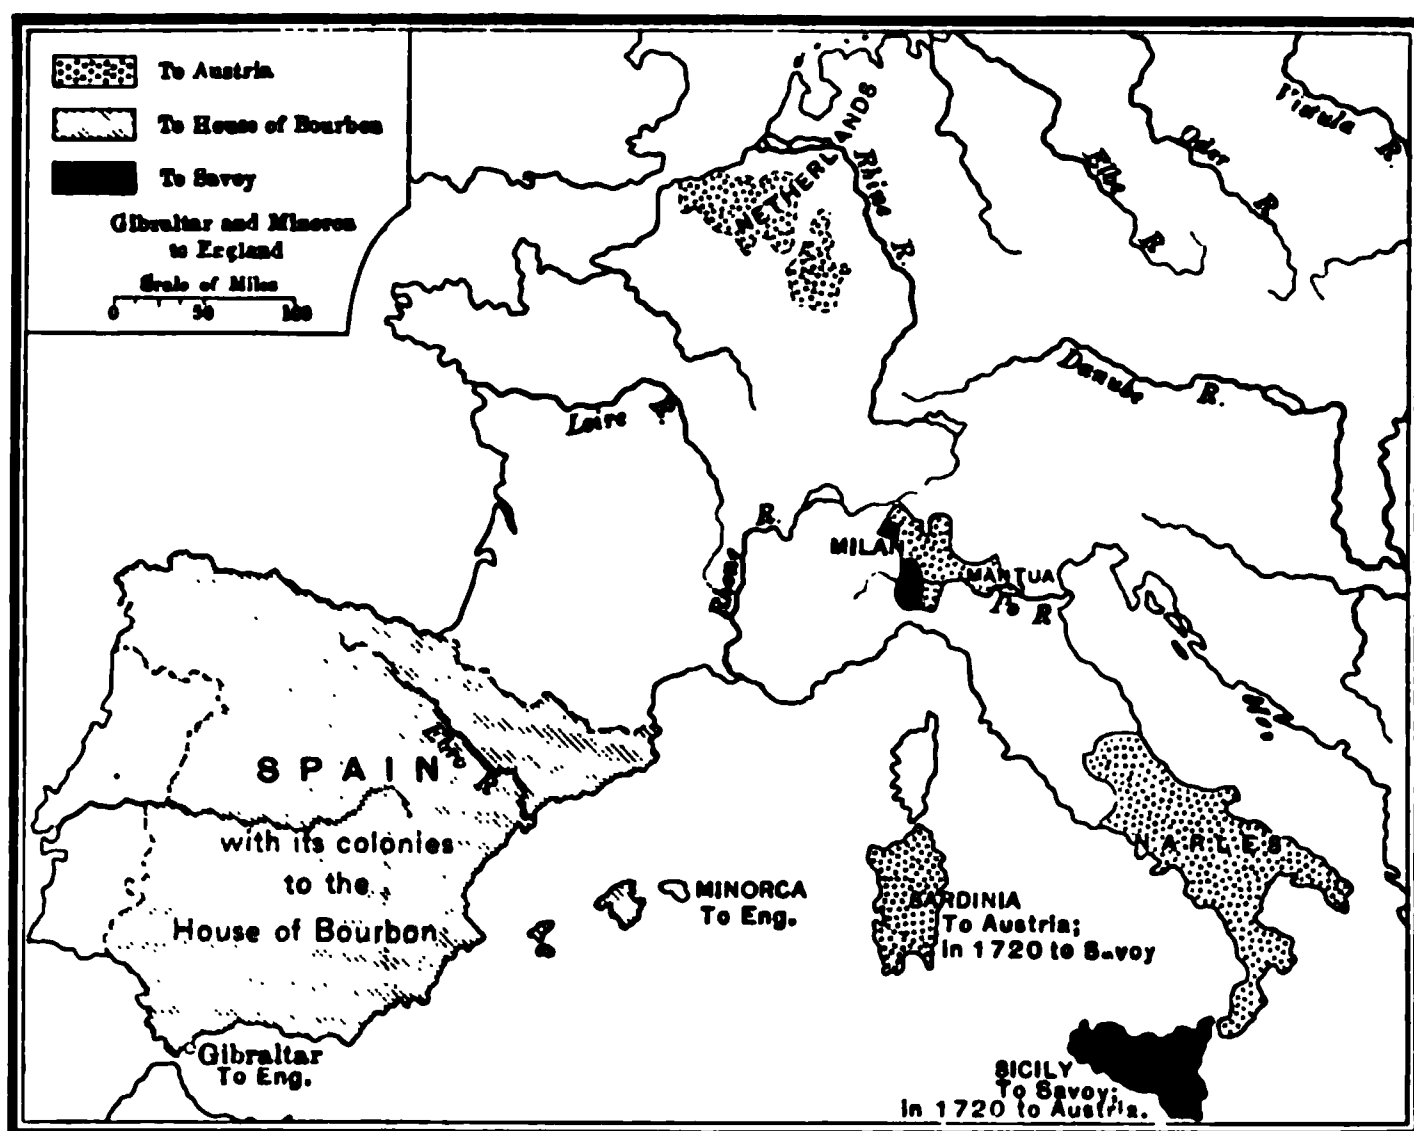 To Austria
To House of Bourbon
To Savoy
Gibraltar and Minorca
to England
Scale of Miles
0 50 100
NETHERLANDS
Rhine R.
Elbe R.
Oder R.
Vistula R.
Loire R.
Danube R.
Rhone R.
MILAN
MANTUA
Po R
Ebro R.
SPAIN
with its colonies
to the
House of Bourbon
MINORCA
To Eng.
SARDINIA
To Austria;
in 1720 to Savoy
NAPLES
Gibraltar
To Eng.
SICILY
To Savoy;
in 1720 to Austria.